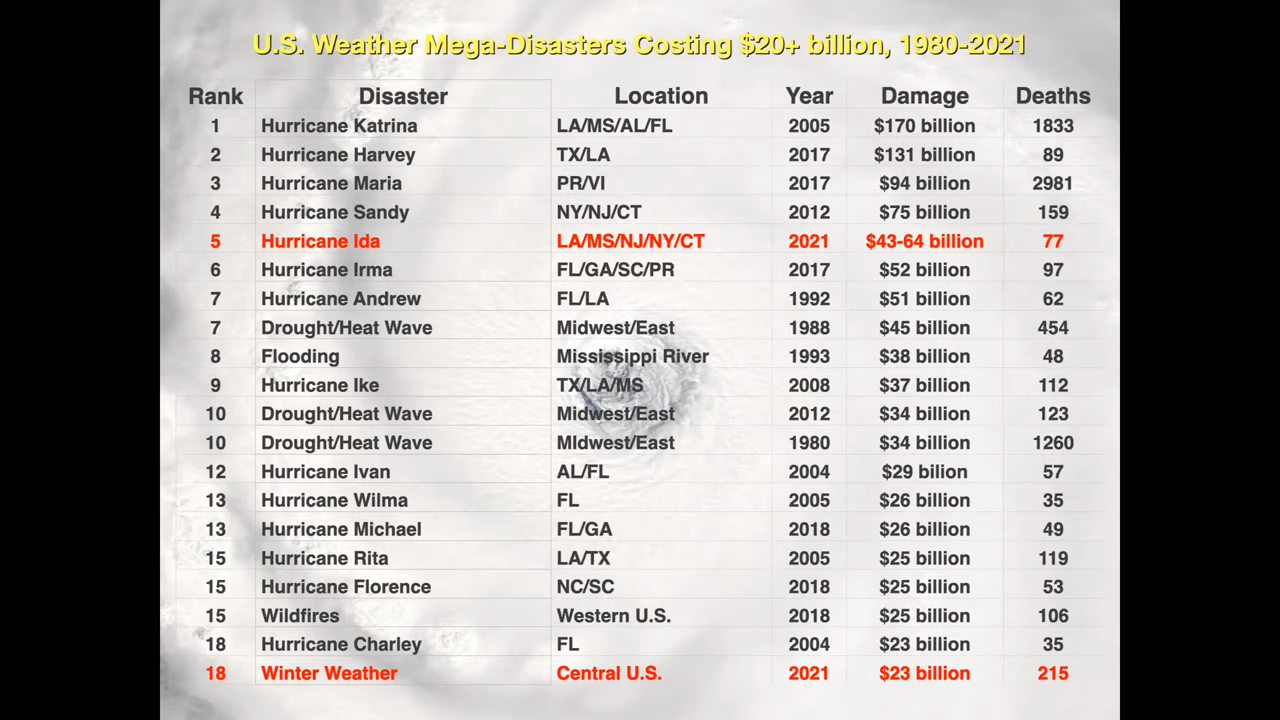 U.S. Weather Mega-Disasters Costing $20+ billion, 1980-2021
Rank Disaster Location Year Damage Deaths
1 Hurricane Katrina LA/MS/AL/FL 2005 $170 billion 1833
2 Hurricane Harvey TX/LA 2017 $131 billion 89
3 Hurricane Maria PR/VI 2017 $94 billion 2981
4 Hurricane Sandy NY/NJ/CT 2012 $75 billion 159
5 Hurricane Ida LA/MS/NJ/NY/CT 2021 $43-64 billion 77
6 Hurricane Irma FL/GA/SC/PR 2017 $52 billion 97
7 Hurricane Andrew FL/LA 1992 $51 billion 62
7 Drought/Heat Wave Midwest/East 1988 $45 billion 454
8 Flooding Mississippi River 1993 $38 billion 48
9 Hurricane Ike TX/LA/MS 2008 $37 billion 112
10 Drought/Heat Wave Midwest/East 2012 $34 billion 123
10 Drought/Heat Wave MIdwest/East 1980 $34 billion 1260
12 Hurricane Ivan AL/FL 2004 $29 bilion 57
13 Hurricane Wilma FL 2005 $26 billion 35
13 Hurricane Michael FL/GA 2018 $26 billion 49
15 Hurricane Rita LA/TX 2005 $25 billion 119
15 Hurricane Florence NC/SC 2018 $25 billion 53
15 Wildfires Western U.S. 2018 $25 billion 106
18 Hurricane Charley FL 2004 $23 billion 35
18 Winter Weather Central U.S. 2021 $23 billion 215